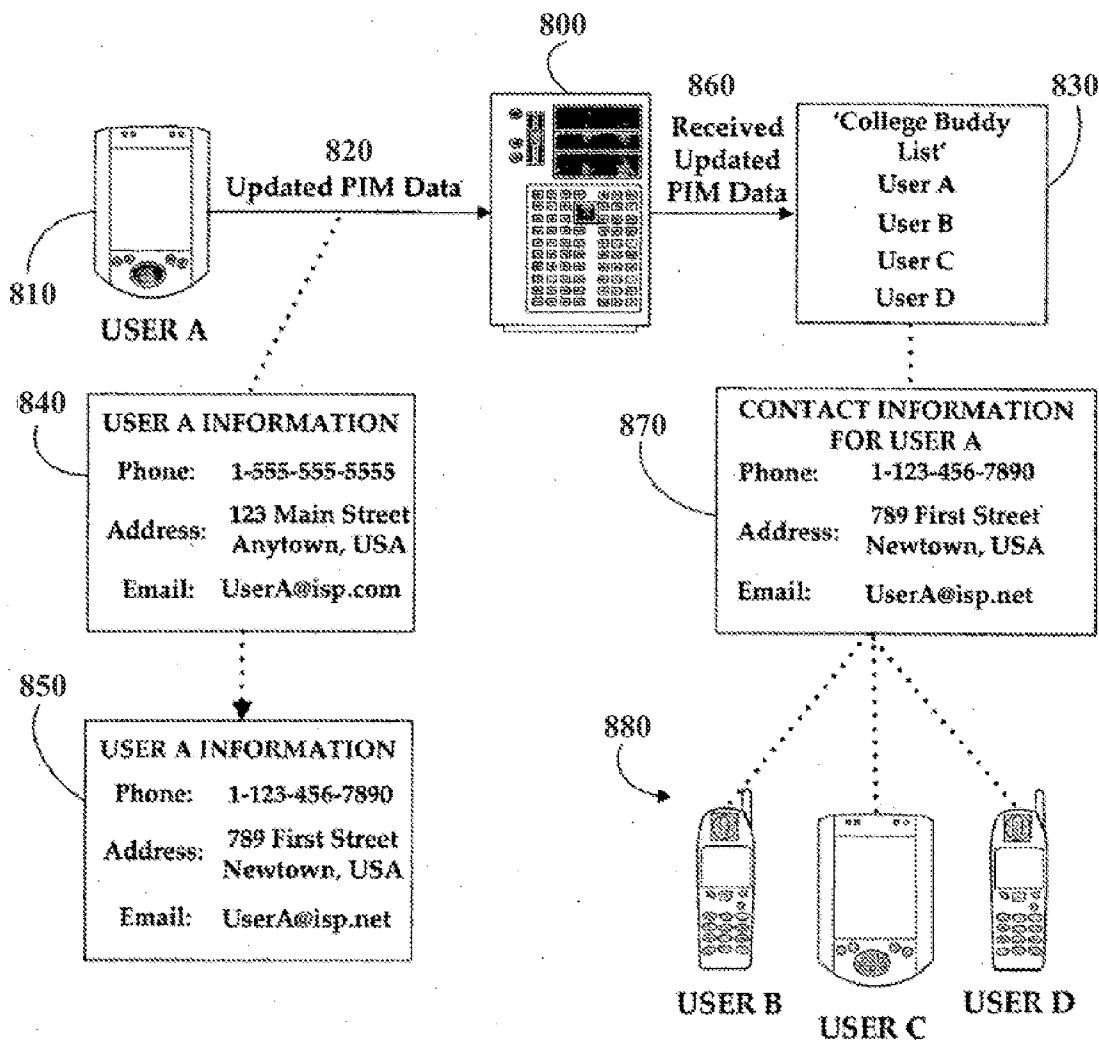 800
860
830
820
Updated PIM Data
Received
Updated
PIM Data
'College Buddy
List'
User A
User B
User C
User D
810
USER A
840
USER A INFORMATION
Phone: 1-555-555-5555
Address: 123 Main Street
Anytown, USA
Email: UserA@isp.com
870
CONTACT INFORMATION
FOR USER A
Phone: 1-123-456-7890
Address: 789 First Street
Newtown, USA
Email: UserA@isp.net
850
USER A INFORMATION
Phone: 1-123-456-7890
Address: 789 First Street
Newtown, USA
Email: UserA@isp.net
880
USER B
USER C
USER D